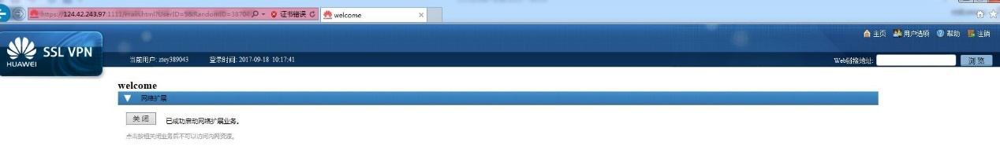 https://124.42.243.97:1111/main.html?UserID=58&RandomID=38704 证书错误 welcome
主页 用户选项 帮助 注销
HUAWEI SSL VPN
当前用户: ztey389043 登录时间: 2017-09-18 10:17:41 Web链接地址: 浏 览
welcome
网络扩展
关 闭 已成功启动网络扩展业务。
点击按钮关闭业务后不可以访问内网资源。